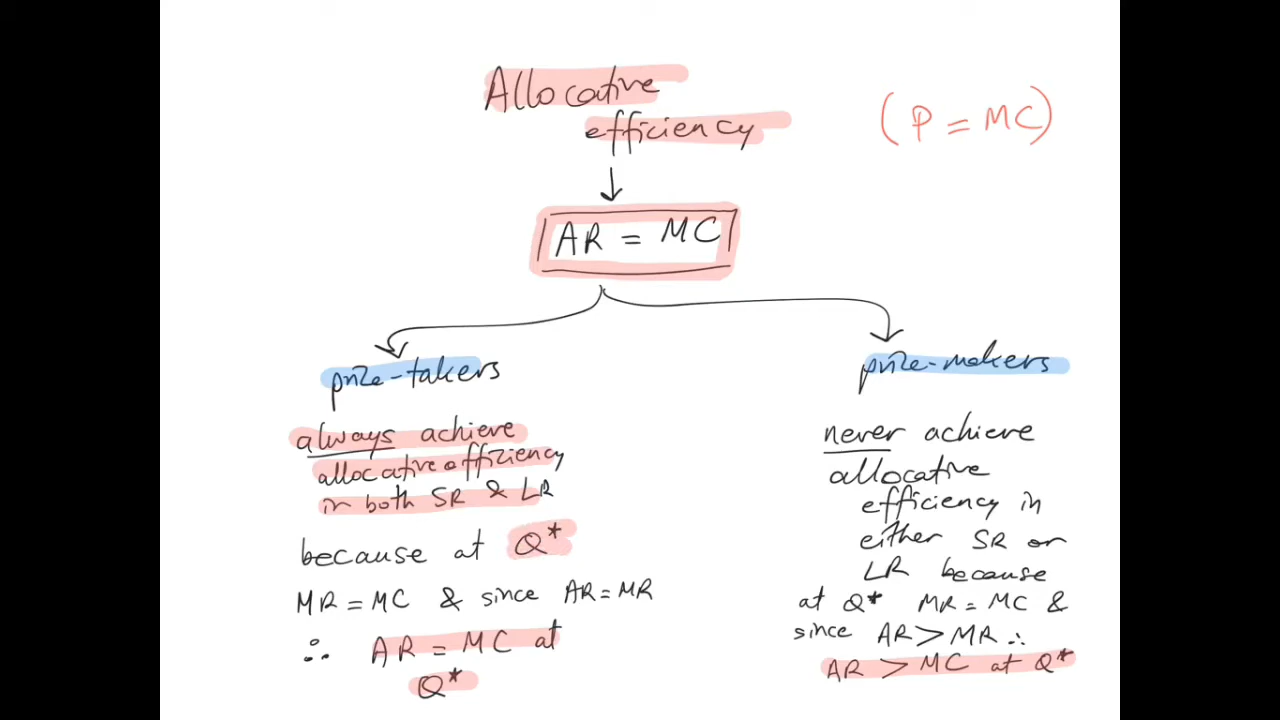 Allocative
efficiency
(P = MC)
AR = MC
price-takers
always achieve
allocative efficiency
in both SR & LR
because at Q*
MR = MC & since AR = MR
∴ AR = MC at
Q*
price-makers
never achieve
allocative
efficiency in
either SR or
LR because
at Q* MR = MC &
since AR > MR ∴
AR > MC at Q*